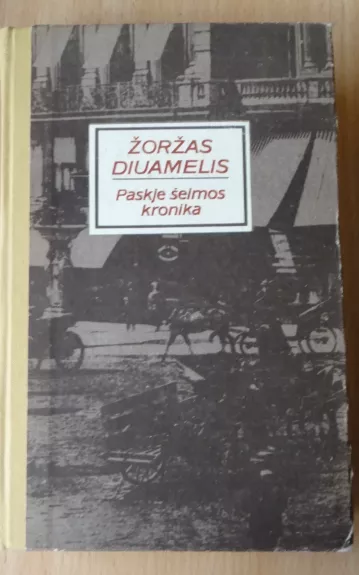 ŽORŽAS
DIUAMELIS
Paskje šeimos
kronika